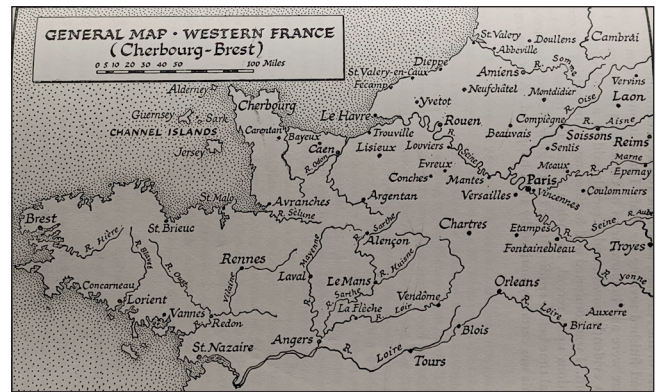 GENERAL MAP · WESTERN FRANCE
(Cherbourg-Brest)
0 5 10 20 30 40 50 100 Miles
St. Valery
Doullens
Cambrai
Abbeville
Dieppe
St. Valery-en-Caux
Amiens
R. Somme
Vervins
Fécamp
Neufchâtel
Montdidier
Laon
Alderney
Cherbourg
Yvetot
R. Oise
Guernsey
Sark
Le Havre
Rouen
Compiègne
R. Aisne
CHANNEL ISLANDS
Carentan
Bayeux
Trouville
R. Seine
Beauvais
Soissons
Reims
Jersey
Caen
Lisieux
Louviers
Senlis
R. Odon
Evreux
Meaux
R. Marne
Epernay
Conches
Mantes
Paris
Vincennes
Coulommiers
Versailles
St. Malo
Avranches
Argentan
Brest
St. Brieuc
R. Sélune
R. Sarthe
Chartres
Etampes
Seine
R. Aube
R. Hière
R. Blavet
Mayenne
Alençon
Fontainebleau
Troyes
Rennes
R. Huisne
Concarneau
R. Oust
Vilaine
Laval
Le Mans
Orleans
R. Yonne
Lorient
Sarthe
Vendôme
R. Loir
Vannes
La Flèche
R. Loire
Auxerre
Redon
Blois
Briare
St. Nazaire
Angers
R. Loire
Tours